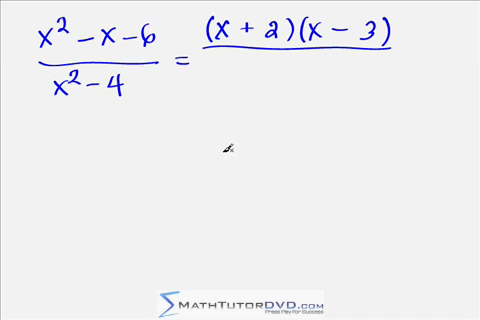 x² - x - 6 / x² - 4 = (x + 2)(x - 3)
MATHTUTORDVD.COM
Press Play For Success